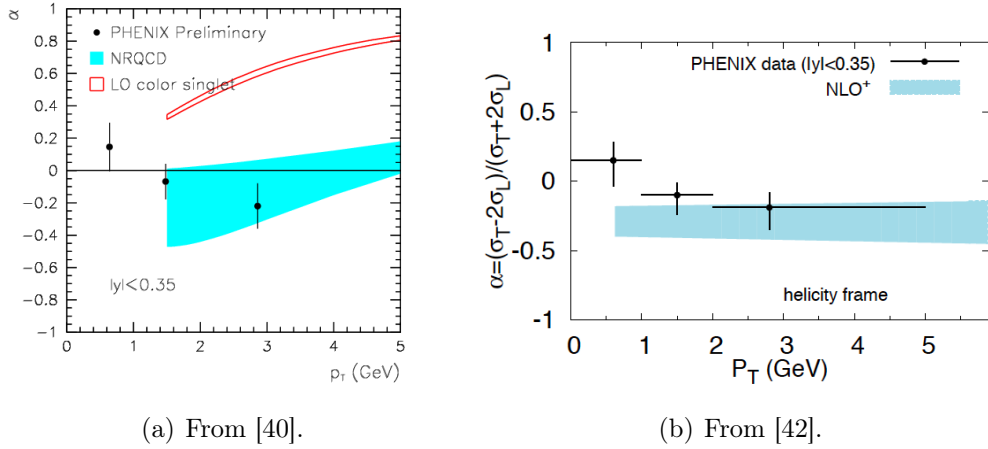 α
1
0.8
0.6
0.4
0.2
0
-0.2
-0.4
-0.6
-0.8
-1
PHENIX Preliminary
NRQCD
LO color singlet
|y|<0.35
0 1 2 3 4 5
p_T (GeV)
(a) From [40].
α=(σ_T-2σ_L)/(σ_T+2σ_L)
1
0.5
0
-0.5
-1
PHENIX data (|y|<0.35)
NLO⁺
helicity frame
0 1 2 3 4 5
P_T (GeV)
(b) From [42].